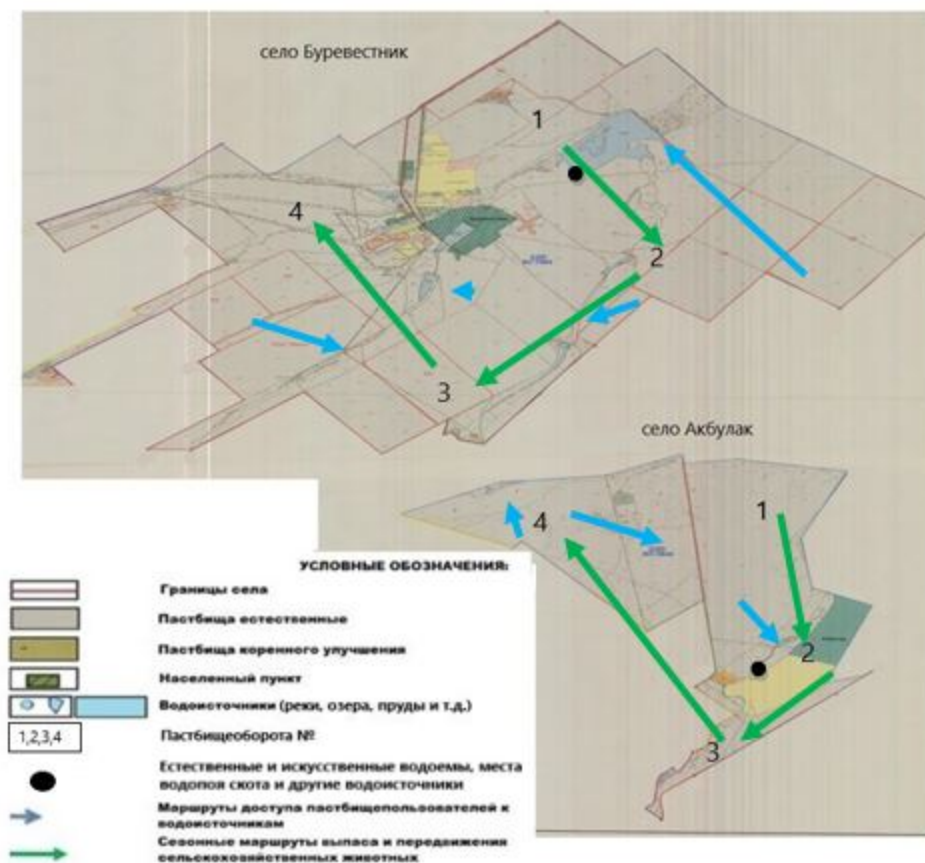 село Буревестник
1
4
2
3
село Акбулак
1
4
2
3
УСЛОВНЫЕ ОБОЗНАЧЕНИЯ:
Границы села
Пастбища естественные
Пастбища коренного улучшения
Населенный пункт
Водоисточники (реки, озера, пруды и т.д.)
1,2,3,4 Пастбищеоборота №
Естественные и искусственные водоемы, места
водопоя скота и другие водоисточники
Маршруты доступа пастбищепользователей к
водоисточникам
Сезонные маршруты выпаса и передвижения
сельскохозяйственных животных